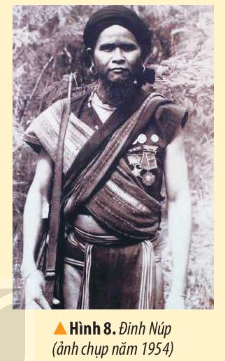 ▲ Hình 8. Đinh Núp
(ảnh chụp năm 1954)